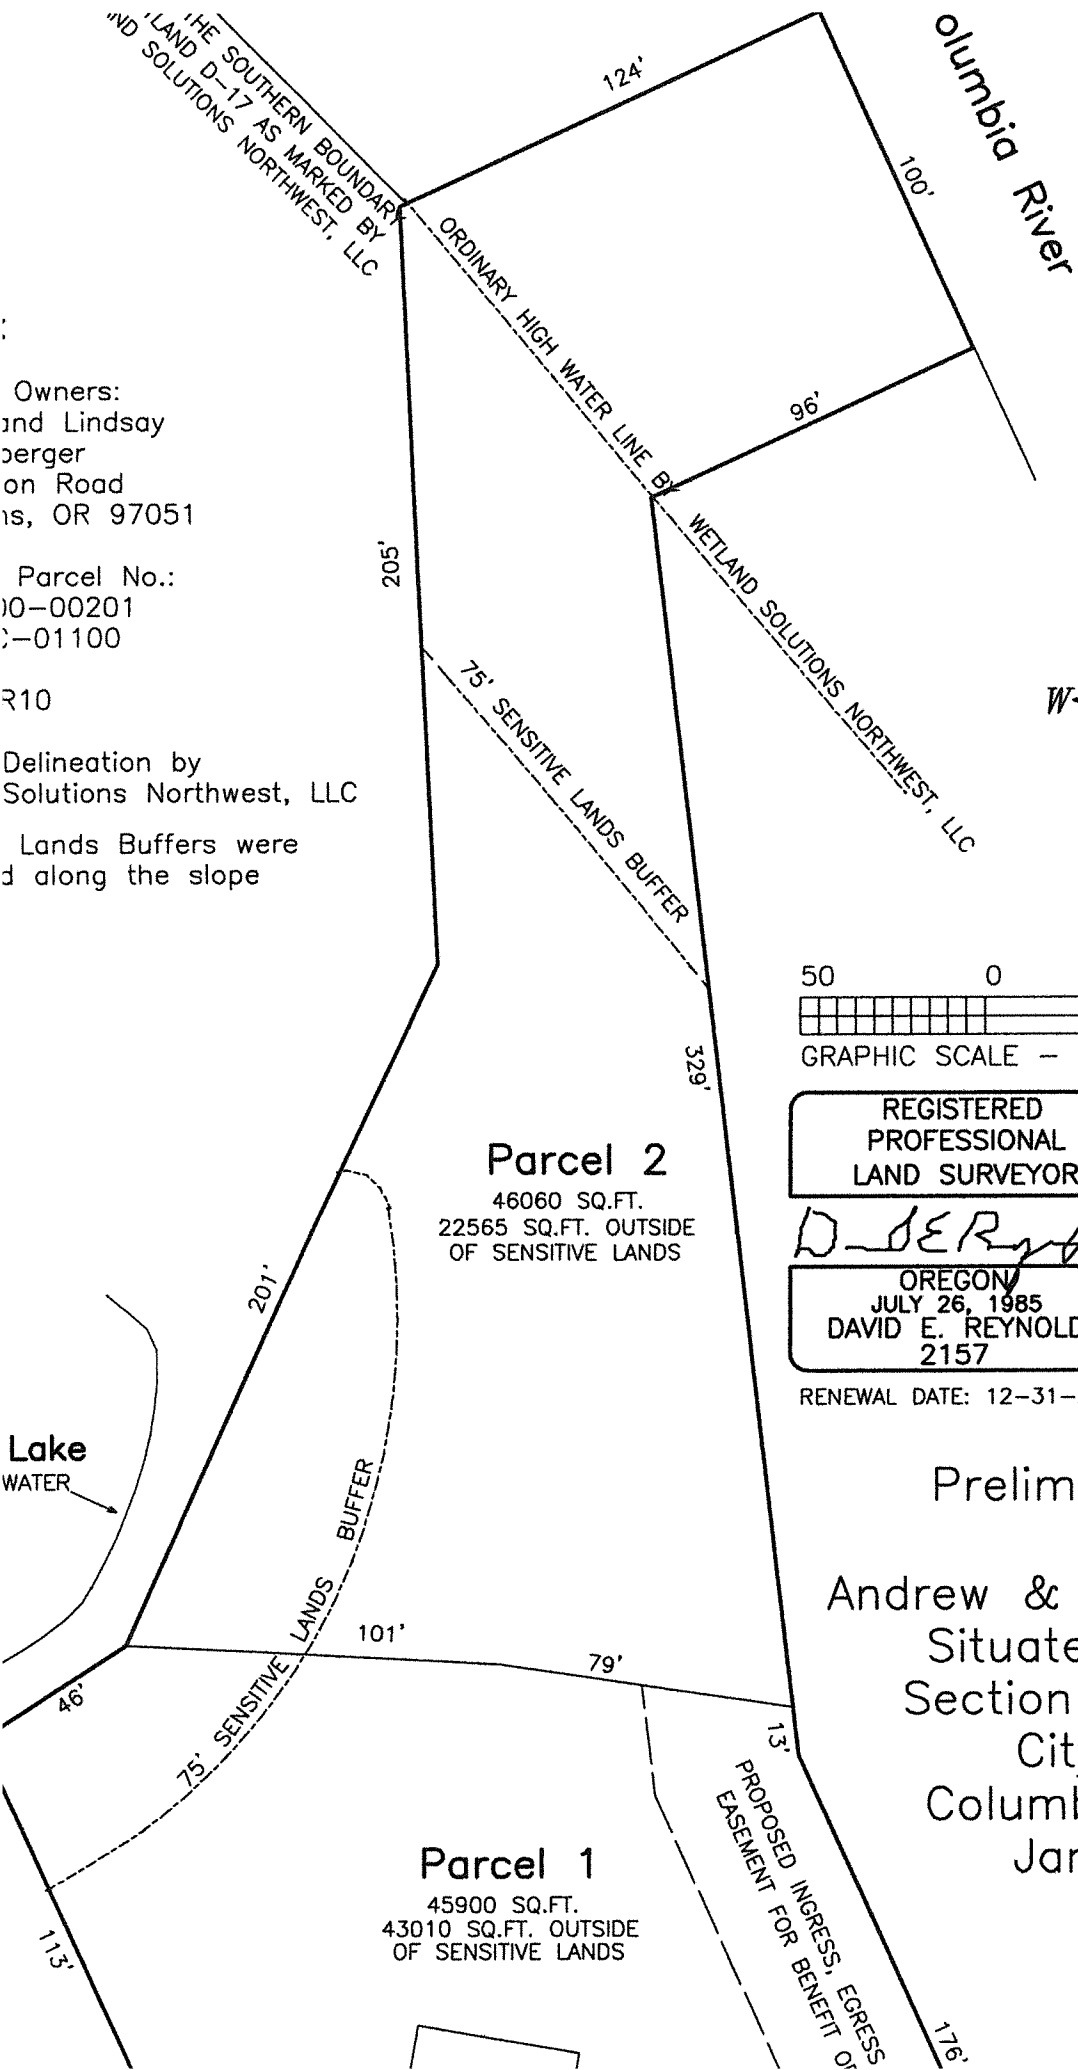 THE SOUTHERN BOUNDARY
D-17 AS MARKED BY
SOLUTIONS NORTHWEST, LLC
124'
100'
olumbia River
ORDINARY HIGH WATER LINE BY
WETLAND SOLUTIONS NORTHWEST, LLC
96'
205'
Owners:
and Lindsay
berger
on Road
ns, OR 97051
Parcel No.:
00-00201
-01100
R10
Delineation by
Solutions Northwest, LLC
Lands Buffers were
d along the slope
75' SENSITIVE LANDS BUFFER
W
50 0
GRAPHIC SCALE -
329'
REGISTERED
PROFESSIONAL
LAND SURVEYOR
OREGON
JULY 26, 1985
DAVID E. REYNOLD
2157
RENEWAL DATE: 12-31-
Parcel 2
46060 SQ.FT.
22565 SQ.FT. OUTSIDE
OF SENSITIVE LANDS
201'
Lake
WATER
75' SENSITIVE LANDS BUFFER
101'
79'
46'
13'
Prelim
Andrew &
Situate
Section
Cit
Columb
Jan
PROPOSED INGRESS, EGRESS
EASEMENT FOR BENEFIT OF
Parcel 1
45900 SQ.FT.
43010 SQ.FT. OUTSIDE
OF SENSITIVE LANDS
113'
176'